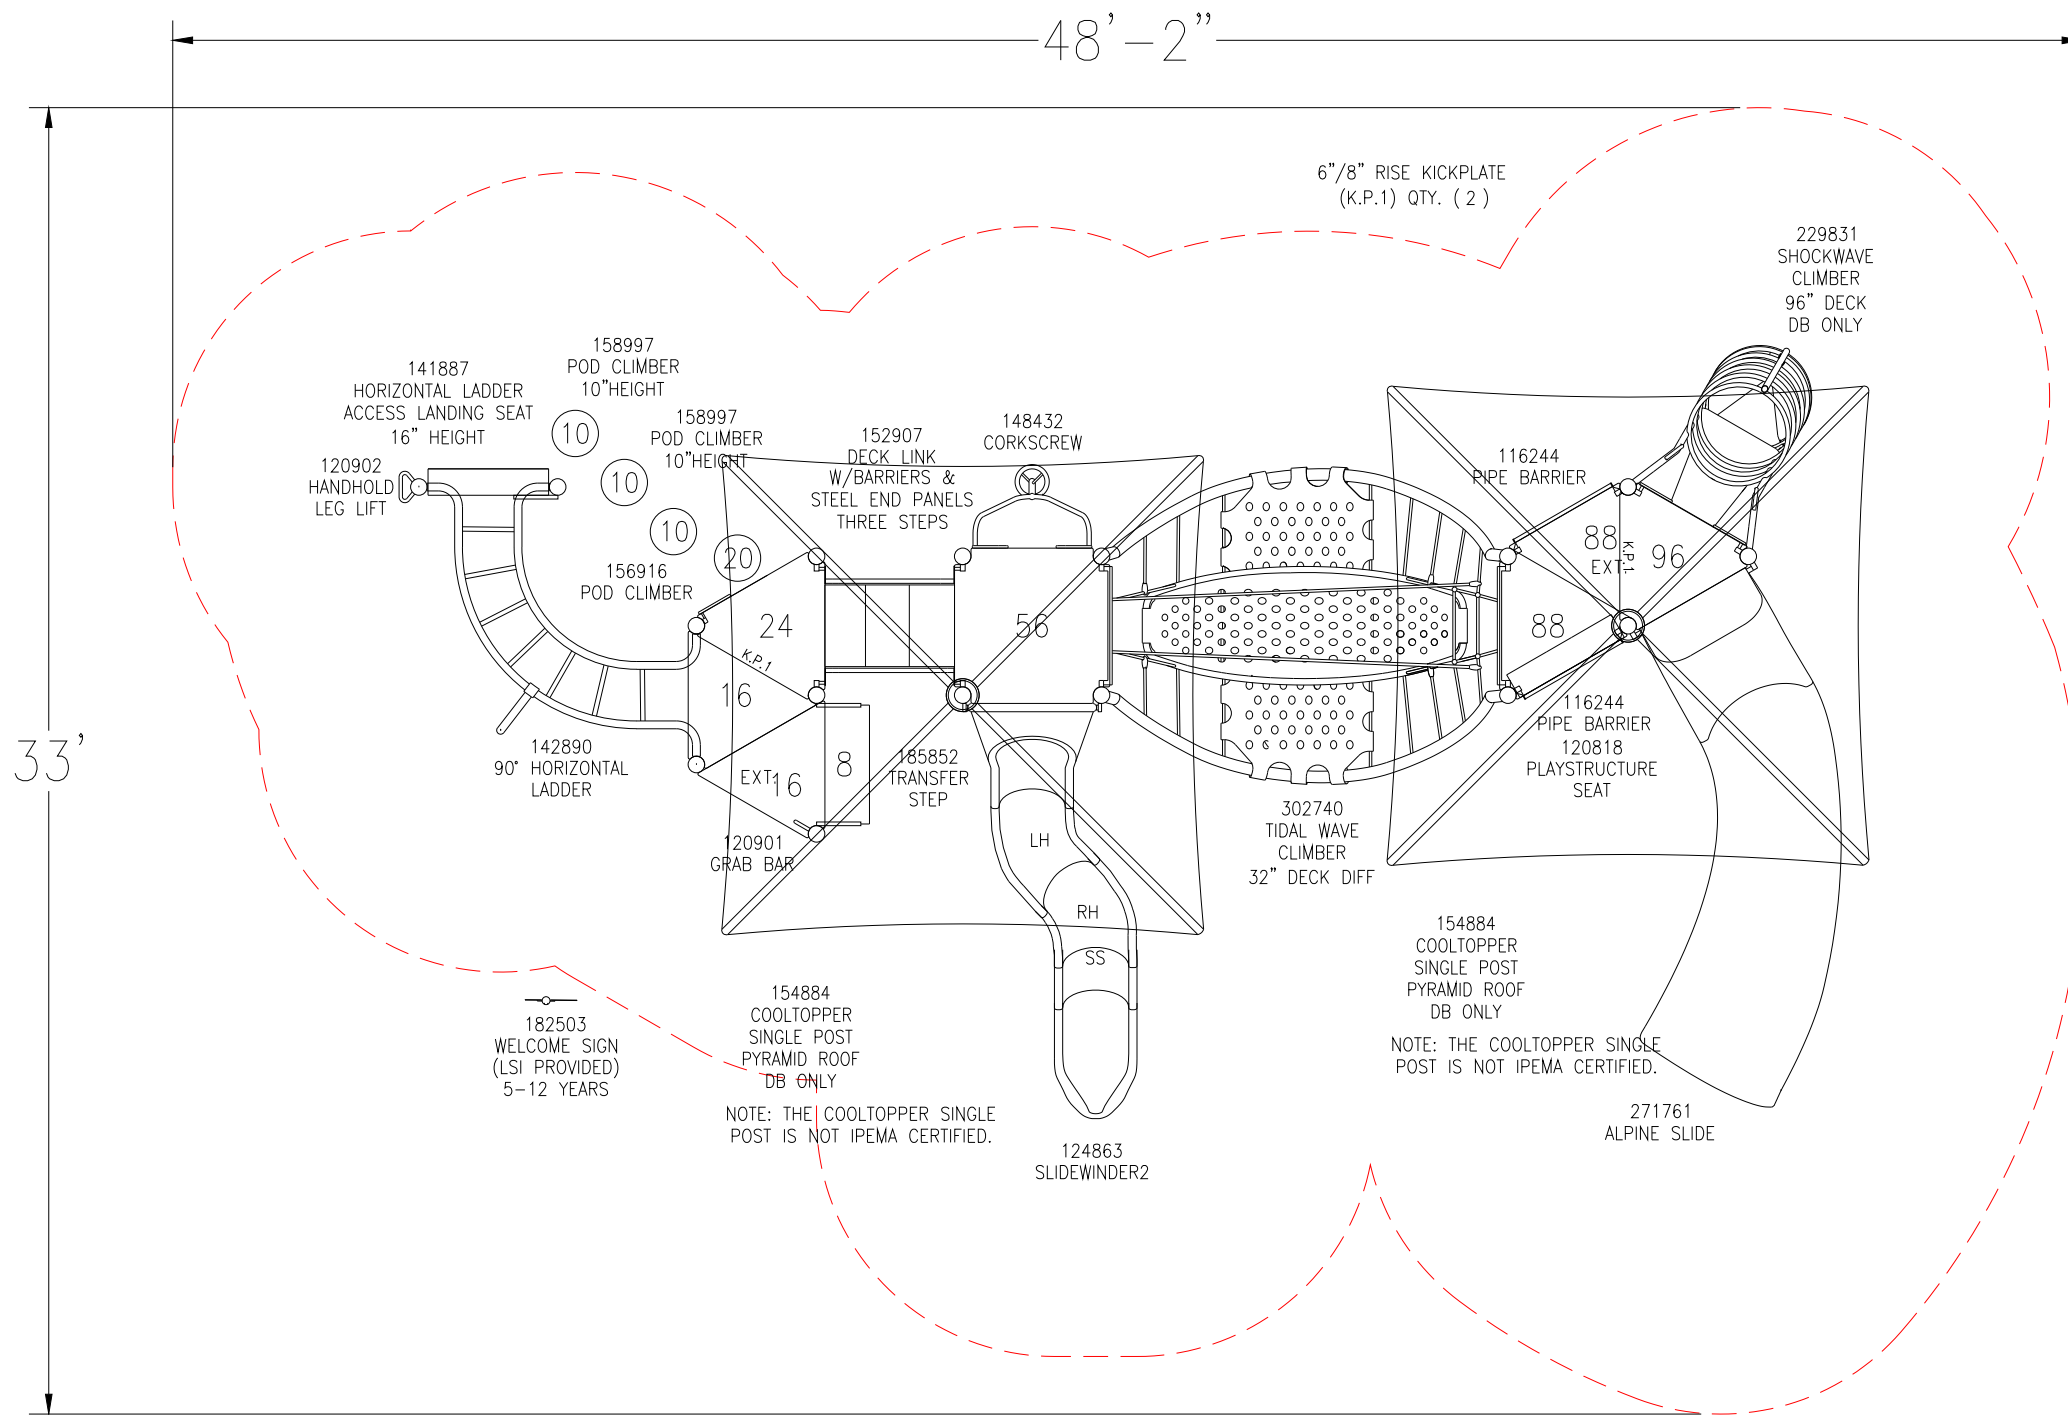 48'-2"
33'
6"/8" RISE KICKPLATE
(K.P.1) QTY. ( 2 )
229831
SHOCKWAVE
CLIMBER
96" DECK
DB ONLY
158997
POD CLIMBER
10"HEIGHT
141887
HORIZONTAL LADDER
ACCESS LANDING SEAT
16" HEIGHT
158997
POD CLIMBER
10"HEIGHT
152907
DECK LINK
W/BARRIERS &
STEEL END PANELS
THREE STEPS
148432
CORKSCREW
116244
PIPE BARRIER
120902
HANDHOLD
LEG LIFT
10
10
10
20
156916
POD CLIMBER
24
K.P.1
16
56
88
88
EXT.
K.P.1
96
EXT.
16
8
142890
90° HORIZONTAL
LADDER
185852
TRANSFER
STEP
120901
GRAB BAR
116244
PIPE BARRIER
120818
PLAYSTRUCTURE
SEAT
302740
TIDAL WAVE
CLIMBER
32" DECK DIFF
LH
RH
SS
154884
COOLTOPPER
SINGLE POST
PYRAMID ROOF
DB ONLY
NOTE: THE COOLTOPPER SINGLE
POST IS NOT IPEMA CERTIFIED.
182503
WELCOME SIGN
(LSI PROVIDED)
5-12 YEARS
154884
COOLTOPPER
SINGLE POST
PYRAMID ROOF
DB ONLY
NOTE: THE COOLTOPPER SINGLE
POST IS NOT IPEMA CERTIFIED.
124863
SLIDEWINDER2
271761
ALPINE SLIDE